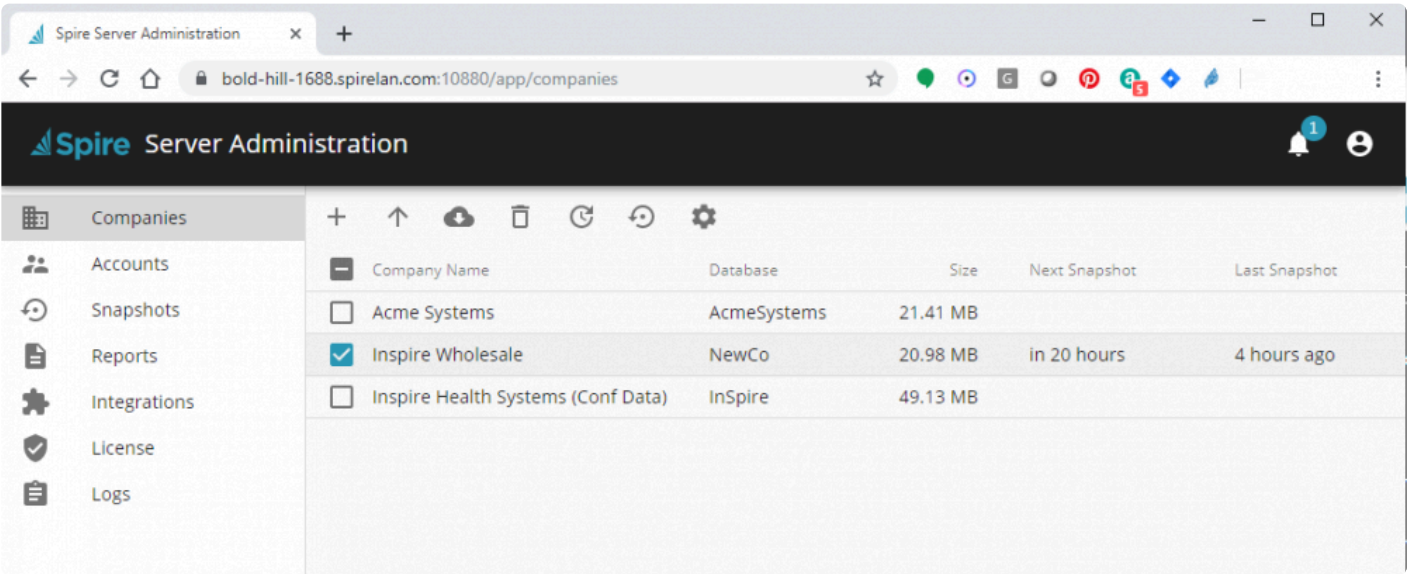 Spire Server Administration
bold-hill-1688.spirelan.com:10880/app/companies
G
a
5
Spire Server Administration
1
Companies
Accounts
Snapshots
Reports
Integrations
License
Logs
Company Name Database Size Next Snapshot Last Snapshot
Acme Systems AcmeSystems 21.41 MB
Inspire Wholesale NewCo 20.98 MB in 20 hours 4 hours ago
Inspire Health Systems (Conf Data) InSpire 49.13 MB